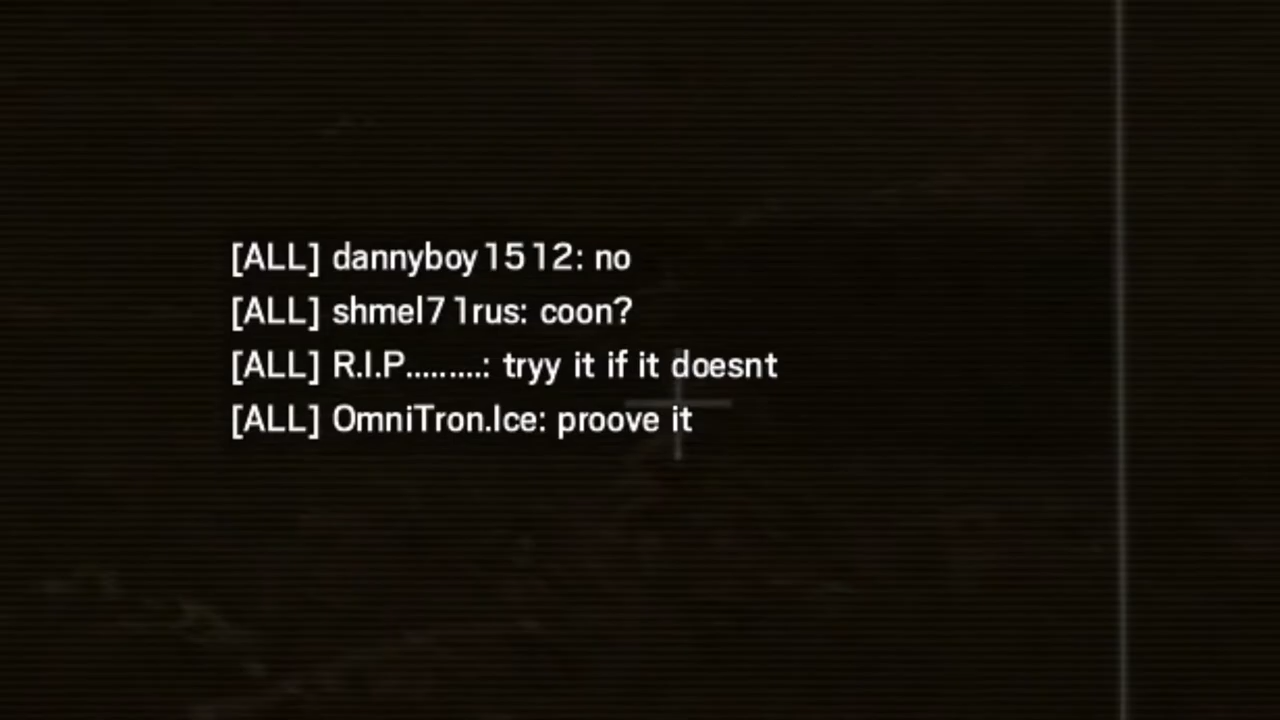 [ALL] dannyboy1512: no
[ALL] shmel71rus: coon?
[ALL] R.I.P.........: tryy it if it doesnt
[ALL] OmniTron.Ice: proove it